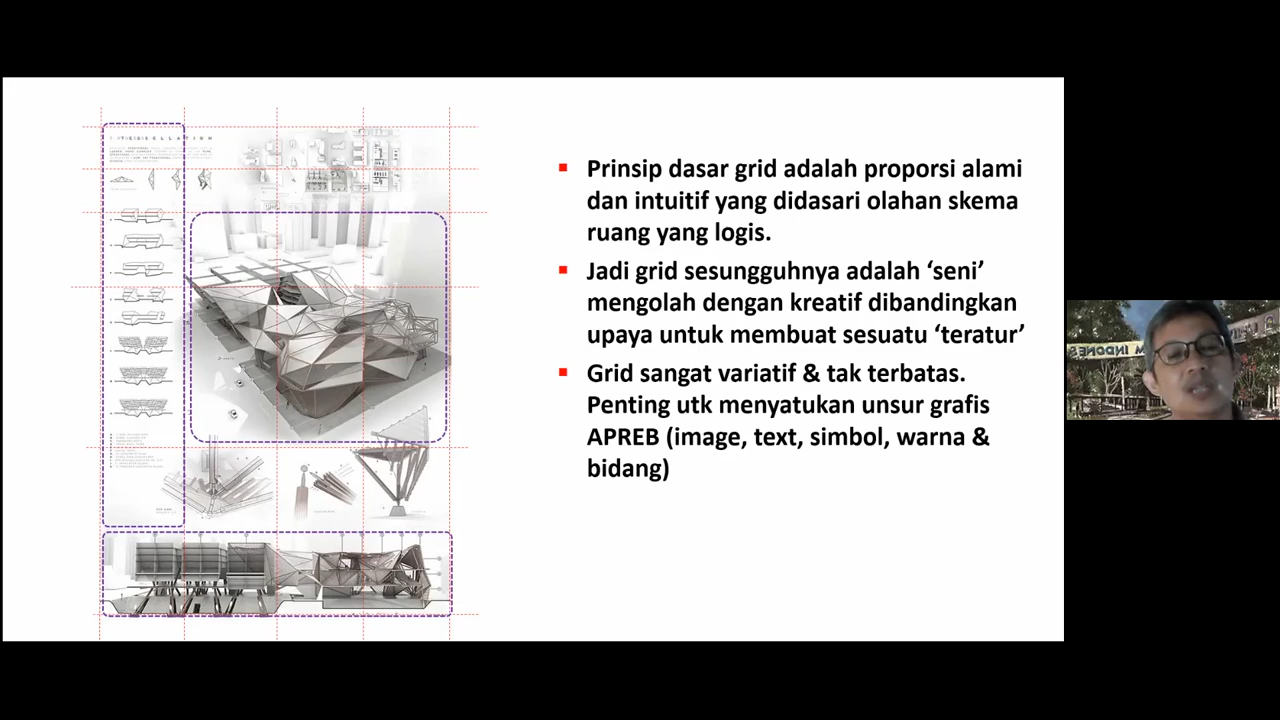 Prinsip dasar grid adalah proporsi alami
dan intuitif yang didasari olahan skema
ruang yang logis.
Jadi grid sesungguhnya adalah ‘seni’
mengolah dengan kreatif dibandingkan
upaya untuk membuat sesuatu ‘teratur’
Grid sangat variatif & tak terbatas.
Penting utk menyatukan unsur grafis
APREB (image, text, simbol, warna &
bidang)